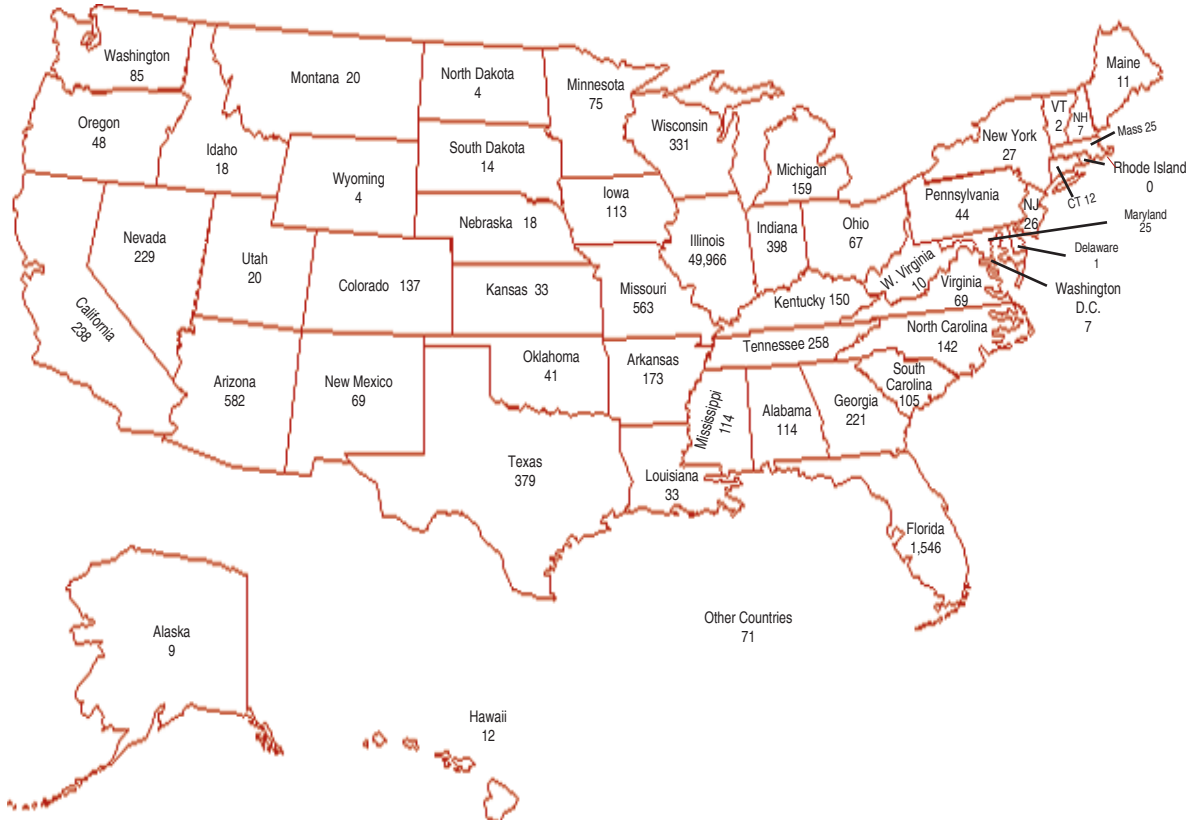 Washington
85
Montana 20
North Dakota
4
Minnesota
75
Maine
11
VT
2
NH
7
Mass 25
Oregon
48
Idaho
18
Wyoming
4
South Dakota
14
Wisconsin
331
Michigan
159
New York
27
Rhode Island
0
CT 12
Nevada
229
Utah
20
Nebraska 18
Iowa
113
Illinois
49,966
Indiana
398
Ohio
67
Pennsylvania
44
NJ
26
Maryland
25
Delaware
1
California
238
Colorado 137
Kansas 33
Missouri
563
Kentucky 150
W. Virginia
10
Virginia
69
Washington
D.C.
7
Arizona
582
New Mexico
69
Oklahoma
41
Arkansas
173
Tennessee 258
North Carolina
142
South
Carolina
105
Texas
379
Louisiana
33
Mississippi
114
Alabama
114
Georgia
221
Florida
1,546
Other Countries
71
Alaska
9
Hawaii
12